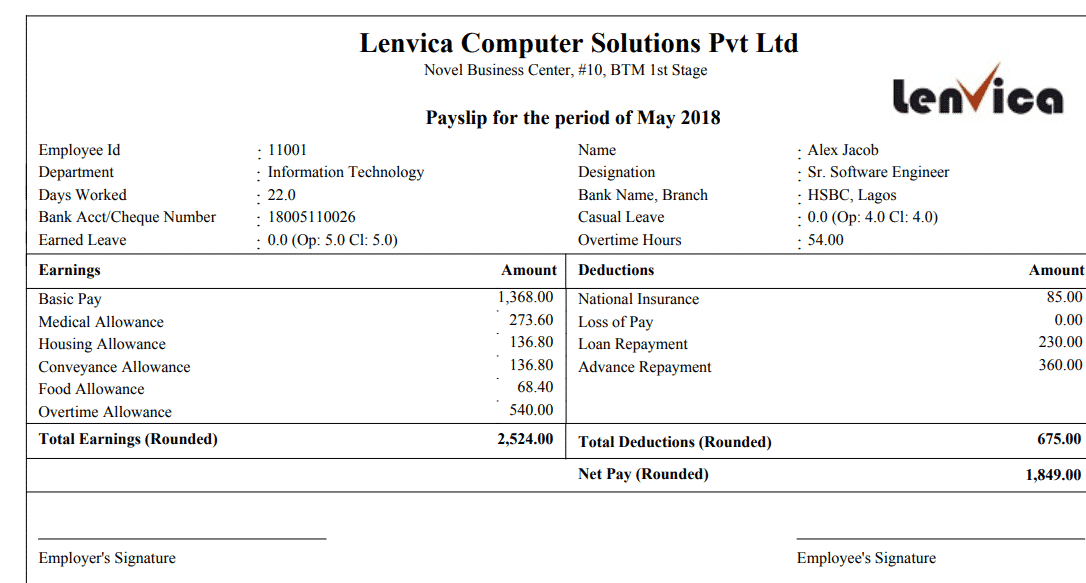 Lenvica Computer Solutions Pvt Ltd
Novel Business Center, #10, BTM 1st Stage
Lenvica
Payslip for the period of May 2018
Employee Id : 11001 Name : Alex Jacob
Department : Information Technology Designation : Sr. Software Engineer
Days Worked : 22.0 Bank Name, Branch : HSBC, Lagos
Bank Acct/Cheque Number : 18005110026 Casual Leave : 0.0 (Op: 4.0 Cl: 4.0)
Earned Leave : 0.0 (Op: 5.0 Cl: 5.0) Overtime Hours : 54.00
Earnings Amount Deductions Amount
Basic Pay 1,368.00 National Insurance 85.00
Medical Allowance 273.60 Loss of Pay 0.00
Housing Allowance 136.80 Loan Repayment 230.00
Conveyance Allowance 136.80 Advance Repayment 360.00
Food Allowance 68.40
Overtime Allowance 540.00
Total Earnings (Rounded) 2,524.00 Total Deductions (Rounded) 675.00
Net Pay (Rounded) 1,849.00
Employer's Signature Employee's Signature